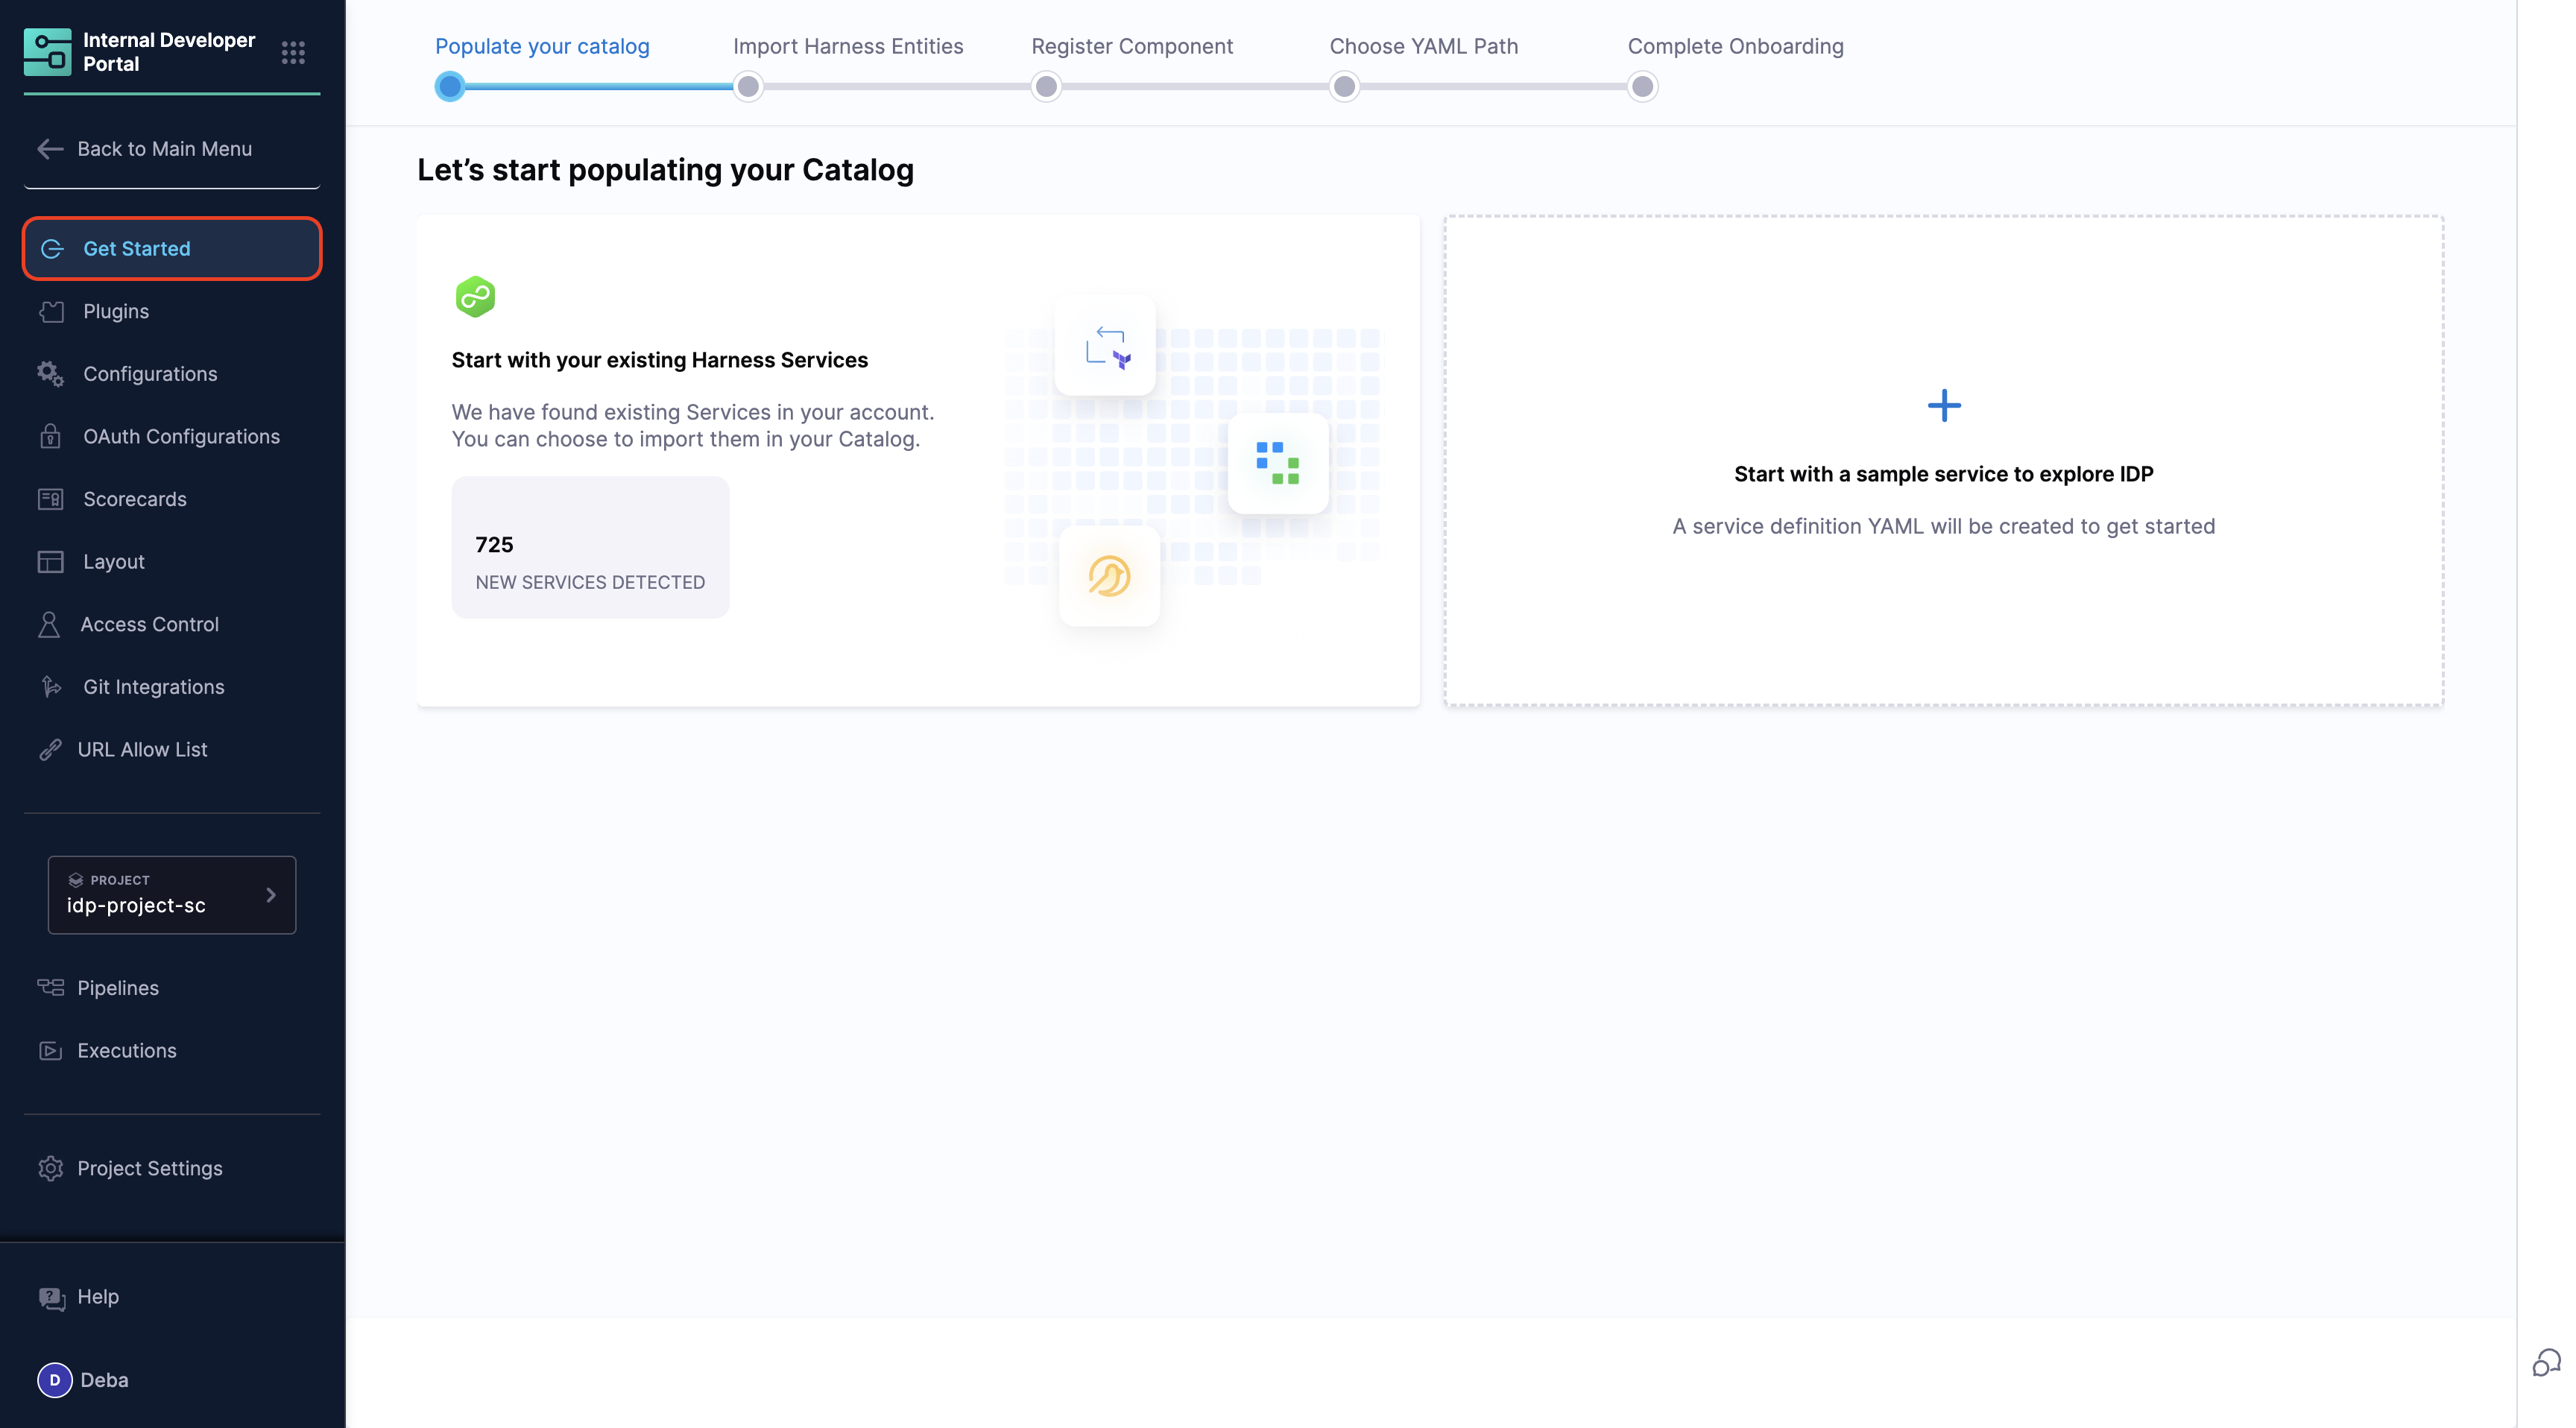 Internal Developer
Portal
Back to Main Menu
Get Started
Plugins
Configurations
OAuth Configurations
Scorecards
Layout
Access Control
Git Integrations
URL Allow List
PROJECT
idp-project-sc
Pipelines
Executions
Project Settings
Help
D
Deba
Populate your catalog
Import Harness Entities
Register Component
Choose YAML Path
Complete Onboarding
Let’s start populating your Catalog
Start with your existing Harness Services
We have found existing Services in your account.
You can choose to import them in your Catalog.
725
NEW SERVICES DETECTED
Start with a sample service to explore IDP
A service definition YAML will be created to get started